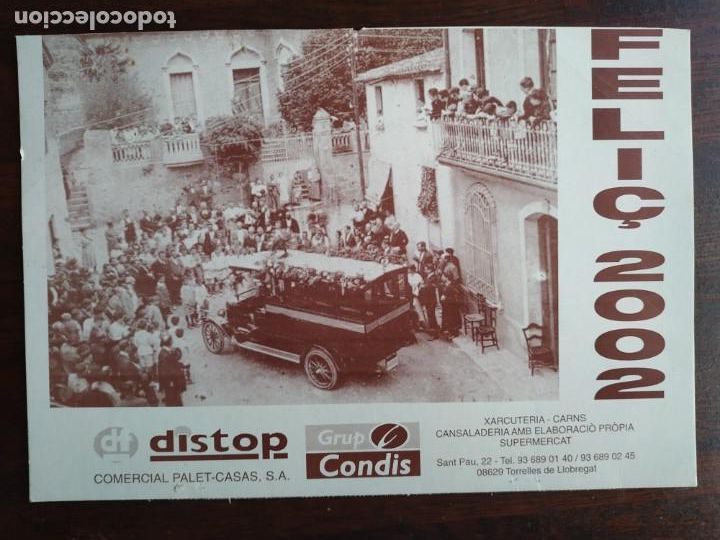 todocoleccion
FELIÇ 2002
df distop
COMERCIAL PALET-CASAS, S.A.
Grup
Condis
XARCUTERIA - CARNS
CANSALADERIA AMB ELABORACIÓ PRÒPIA
SUPERMERCAT
Sant Pau, 22 - Tel. 93 689 01 40 / 93 689 02 45
08629 Torrelles de Llobregat